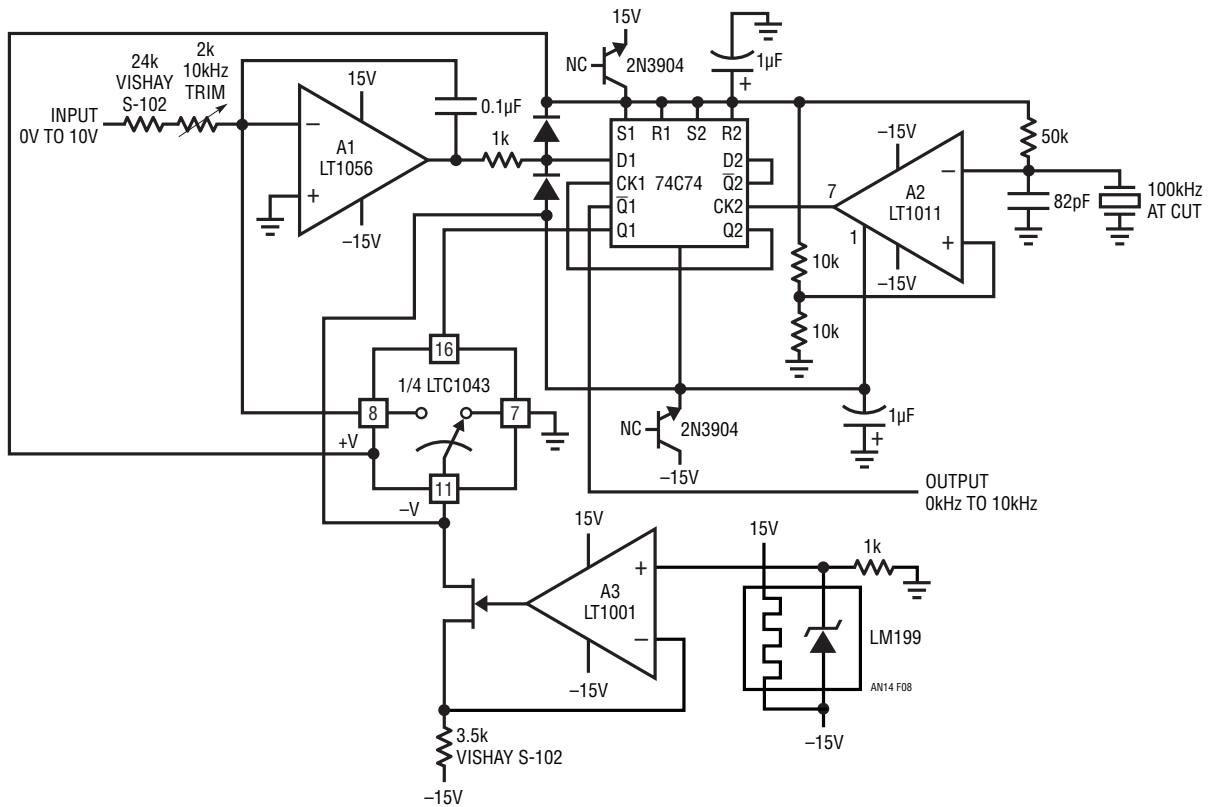 15V
24k
VISHAY
S-102
2k
10kHz
TRIM
INPUT
0V TO 10V
15V
–
A1
LT1056
+
–15V
0.1µF
1k
NC
2N3904
1µF
+
S1 R1 S2 R2
D1 D2
CK1 74C74 Q2
Q1 CK2
Q1 Q2
–15V
–
7
A2
LT1011
1
+
–15V
50k
82pF
100kHz
AT CUT
10k
10k
16
1/4 LTC1043
8
7
+V
11
–V
NC
2N3904
–15V
1µF
+
OUTPUT
0kHz TO 10kHz
15V
+
A3
LT1001
–
–15V
15V
1k
LM199
AN14 F08
–15V
3.5k
VISHAY S-102
–15V